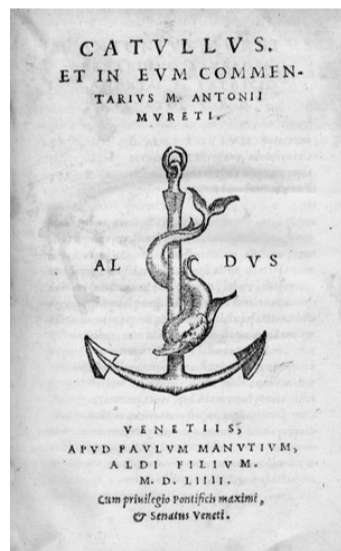 CATVLLVS.
ET IN EVM COMMEN-
TARIVS M. ANTONII
MVRETI.
AL DVS
VENETIIS,
APVD PAVLVM MANVTIVM,
ALDI FILIVM.
M. D. LIIII.
Cum priuilegio Pontificis maximi,
& Senatus Veneti.